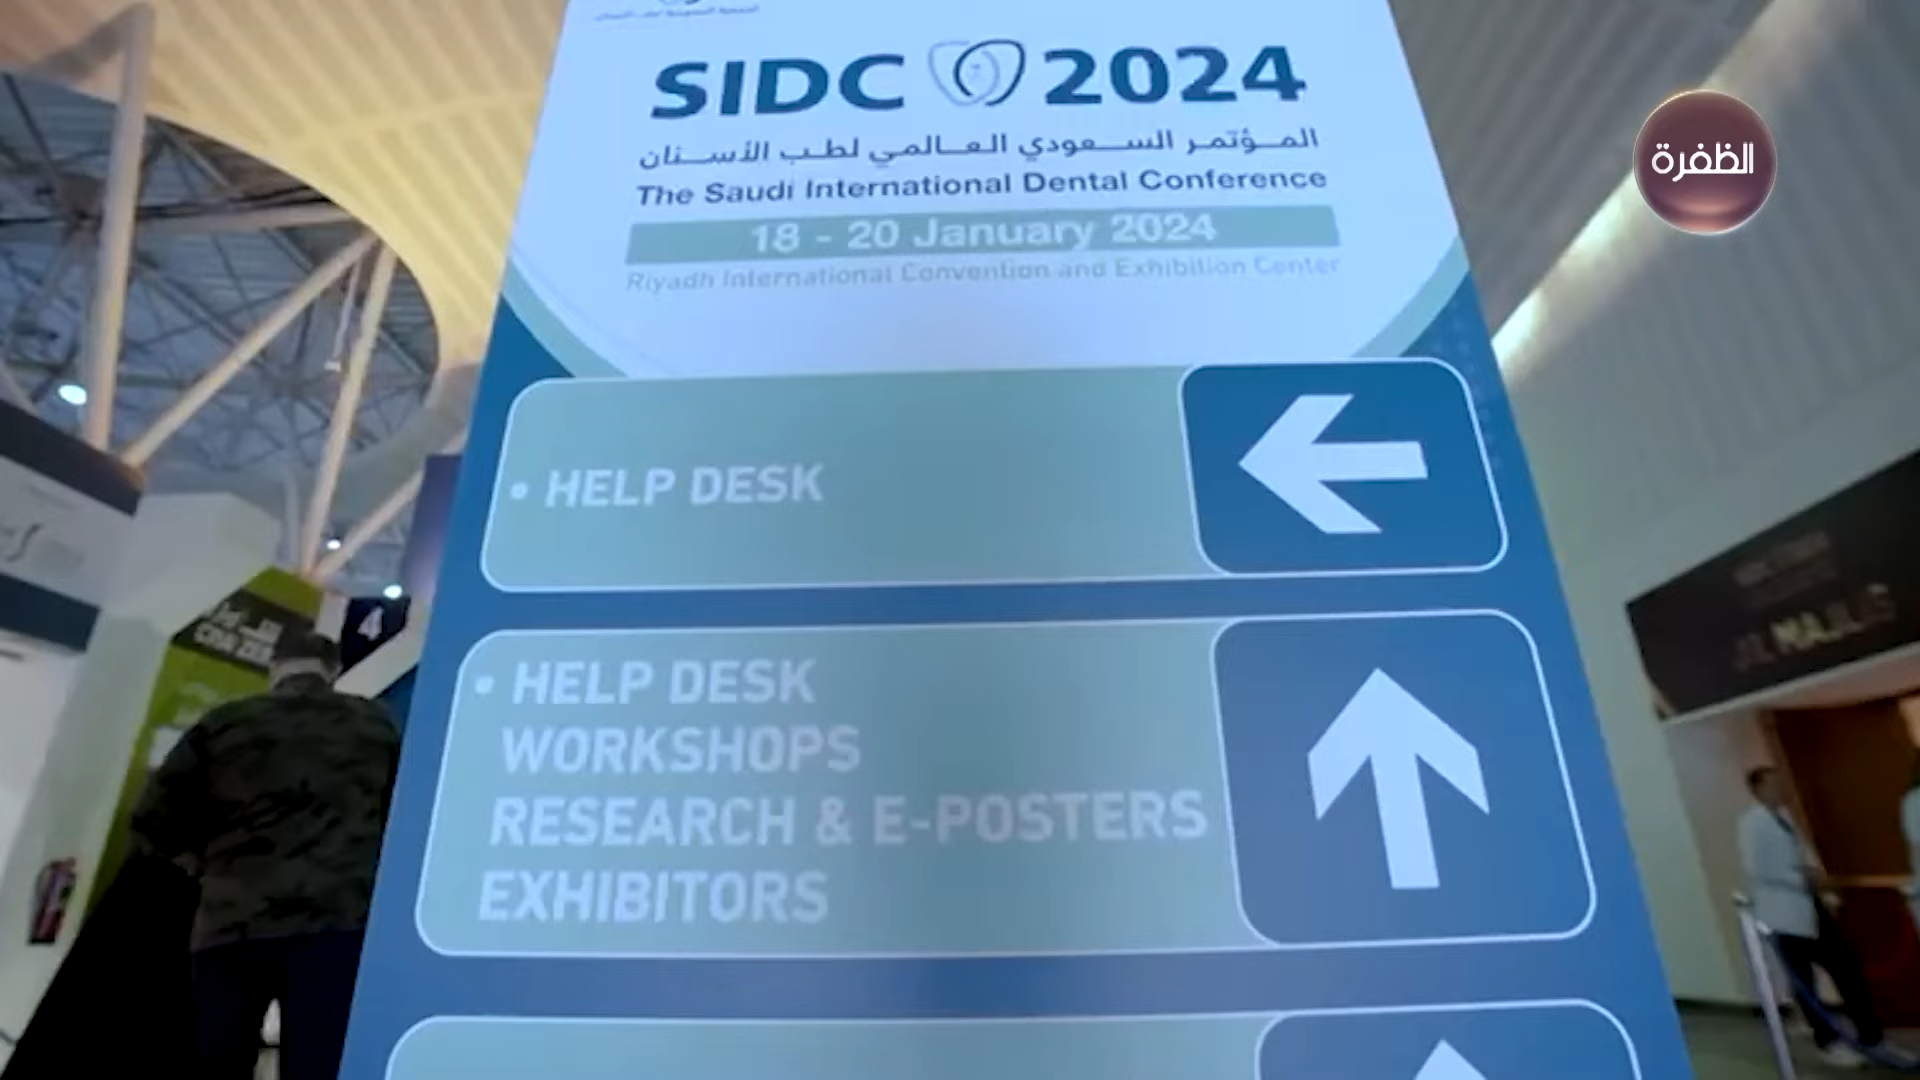 SIDC 2024
المؤتمر السعودي العالمي لطب الأسنان
The Saudi International Dental Conference
18 - 20 January 2024
Riyadh International Convention and Exhibition Center
• HELP DESK
• HELP DESK
WORKSHOPS
RESEARCH & E-POSTERS
EXHIBITORS
الظفرة
4